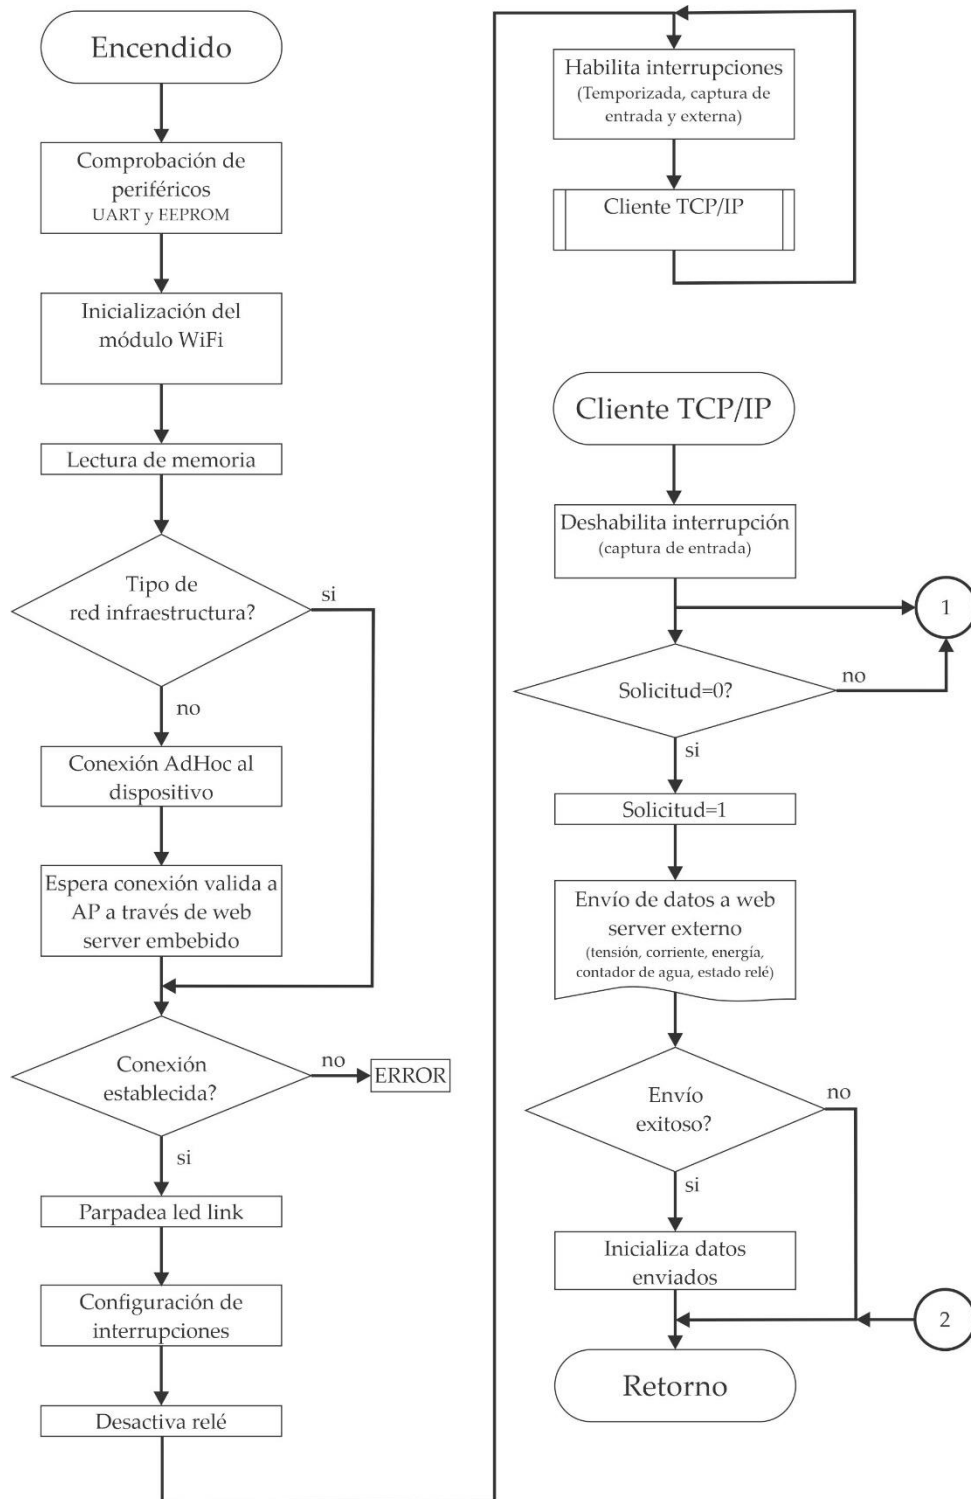 Encendido
Comprobación de
periféricos
UART y EEPROM
Inicialización del
módulo WiFi
Lectura de memoria
Tipo de
red infraestructura?
si
no
Conexión AdHoc al
dispositivo
Espera conexión valida a
AP a través de web
server embebido
Conexión
establecida?
no
ERROR
si
Parpadea led link
Configuración de
interrupciones
Desactiva relé
Habilita interrupciones
(Temporizada, captura de
entrada y externa)
Cliente TCP/IP
Cliente TCP/IP
Deshabilita interrupción
(captura de entrada)
1
Solicitud=0?
no
si
Solicitud=1
Envío de datos a web
server externo
(tensión, corriente, energía,
contador de agua, estado relé)
Envío
exitoso?
no
si
Inicializa datos
enviados
2
Retorno